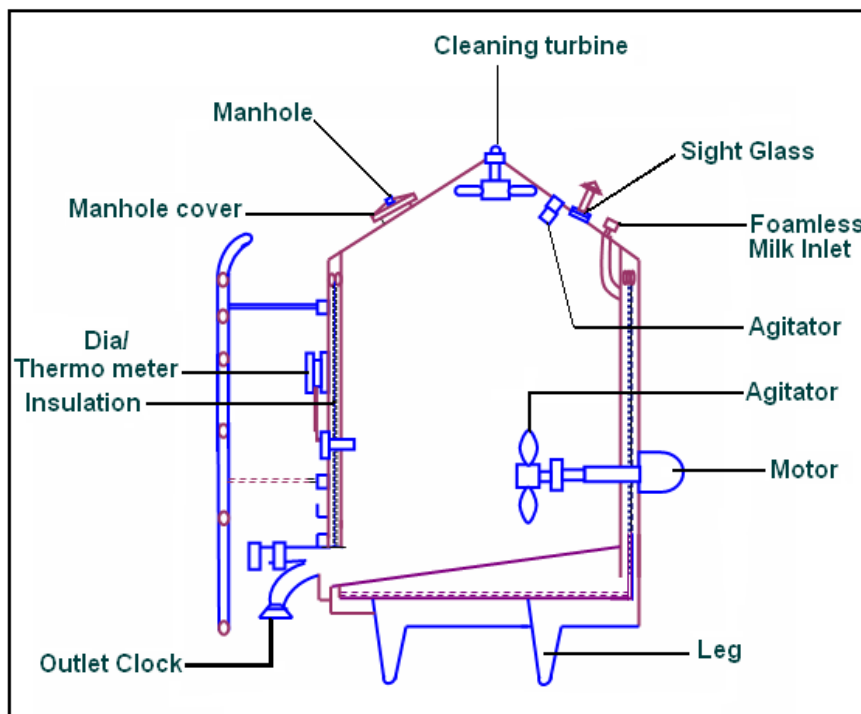 Cleaning turbine
Manhole
Sight Glass
Manhole cover
Foamless
Milk Inlet
Agitator
Dia/
Thermo meter
Insulation
Agitator
Motor
Outlet Clock
Leg